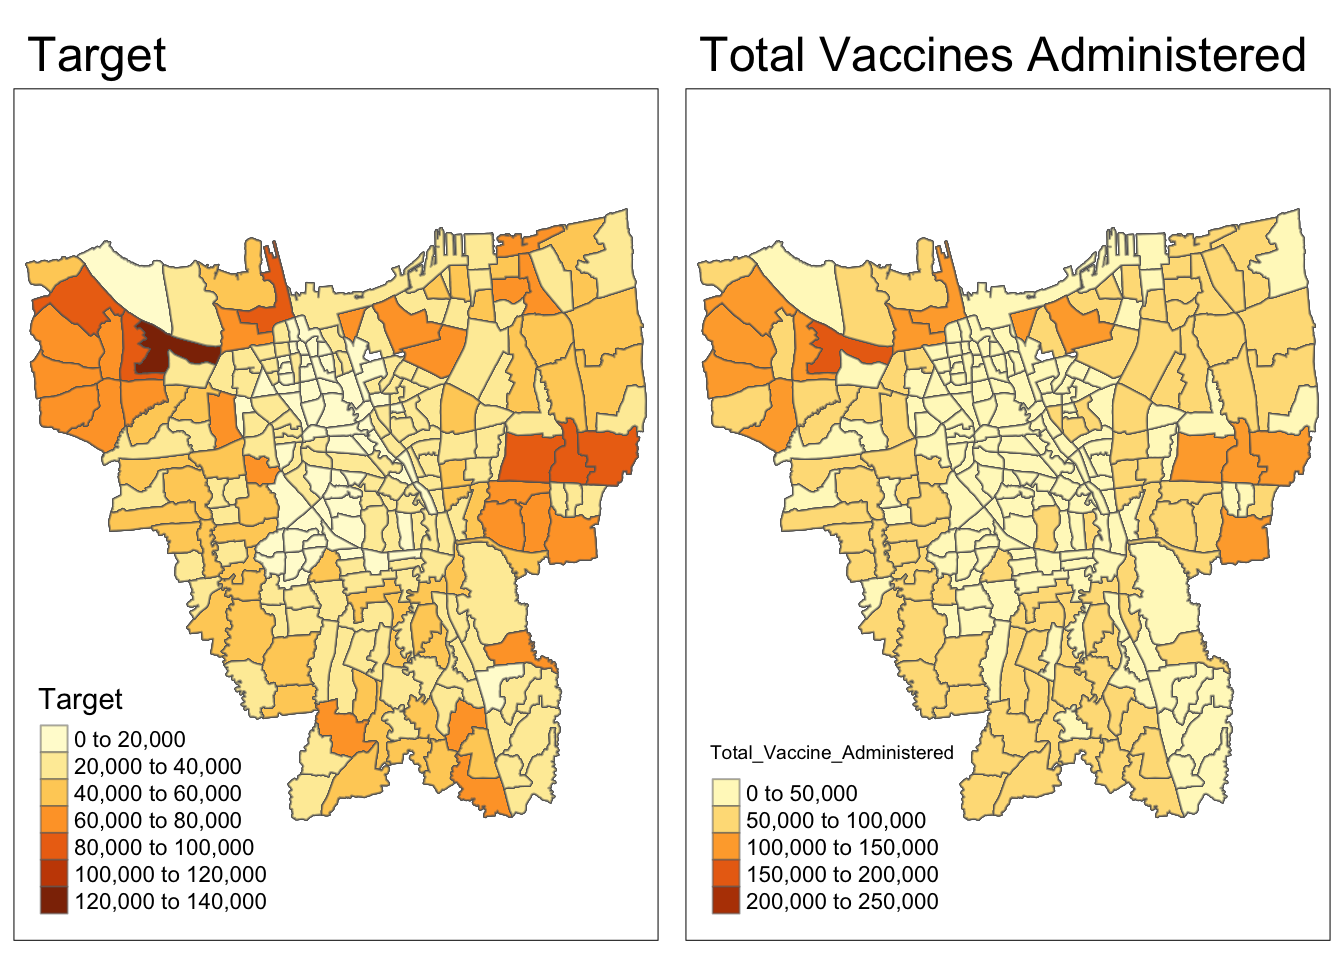 Target
Total Vaccines Administered
Target
0 to 20,000
20,000 to 40,000
40,000 to 60,000
60,000 to 80,000
80,000 to 100,000
100,000 to 120,000
120,000 to 140,000
Total_Vaccine_Administered
0 to 50,000
50,000 to 100,000
100,000 to 150,000
150,000 to 200,000
200,000 to 250,000